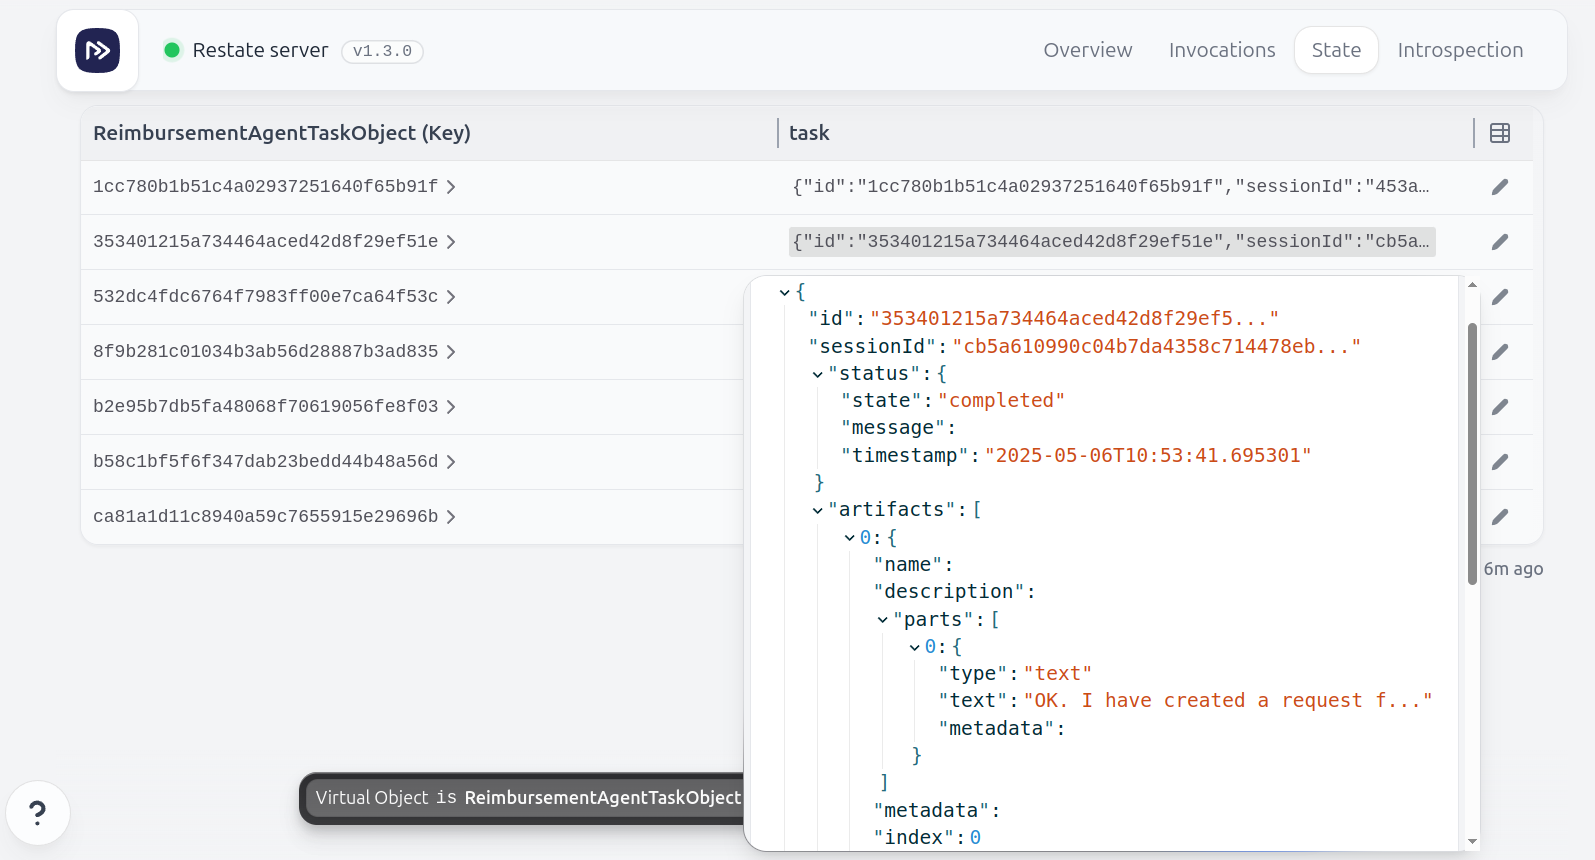 Restate server v1.3.0 Overview Invocations State Introspection
ReimbursementAgentTaskObject (Key) task
1cc780b1b51c4a02937251640f65b91f {"id":"1cc780b1b51c4a02937251640f65b91f","sessionId":"453a…
353401215a734464aced42d8f29ef51e {"id":"353401215a734464aced42d8f29ef51e","sessionId":"cb5a…
532dc4fdc6764f7983ff00e7ca64f53c
8f9b281c01034b3ab56d28887b3ad835
b2e95b7db5fa48068f70619056fe8f03
b58c1bf5f6f347dab23bedd44b48a56d
ca81a1d11c8940a59c7655915e29696b
{
"id":"353401215a734464aced42d8f29ef5..."
"sessionId":"cb5a610990c04b7da4358c714478eb..."
"status":{
"state":"completed"
"message":
"timestamp":"2025-05-06T10:53:41.695301"
}
"artifacts":[
0:{
"name":
"description":
"parts":[
0:{
"type":"text"
"text":"OK. I have created a request f..."
"metadata":
}
]
"metadata":
"index":0
6m ago
Virtual Object is ReimbursementAgentTaskObject
?